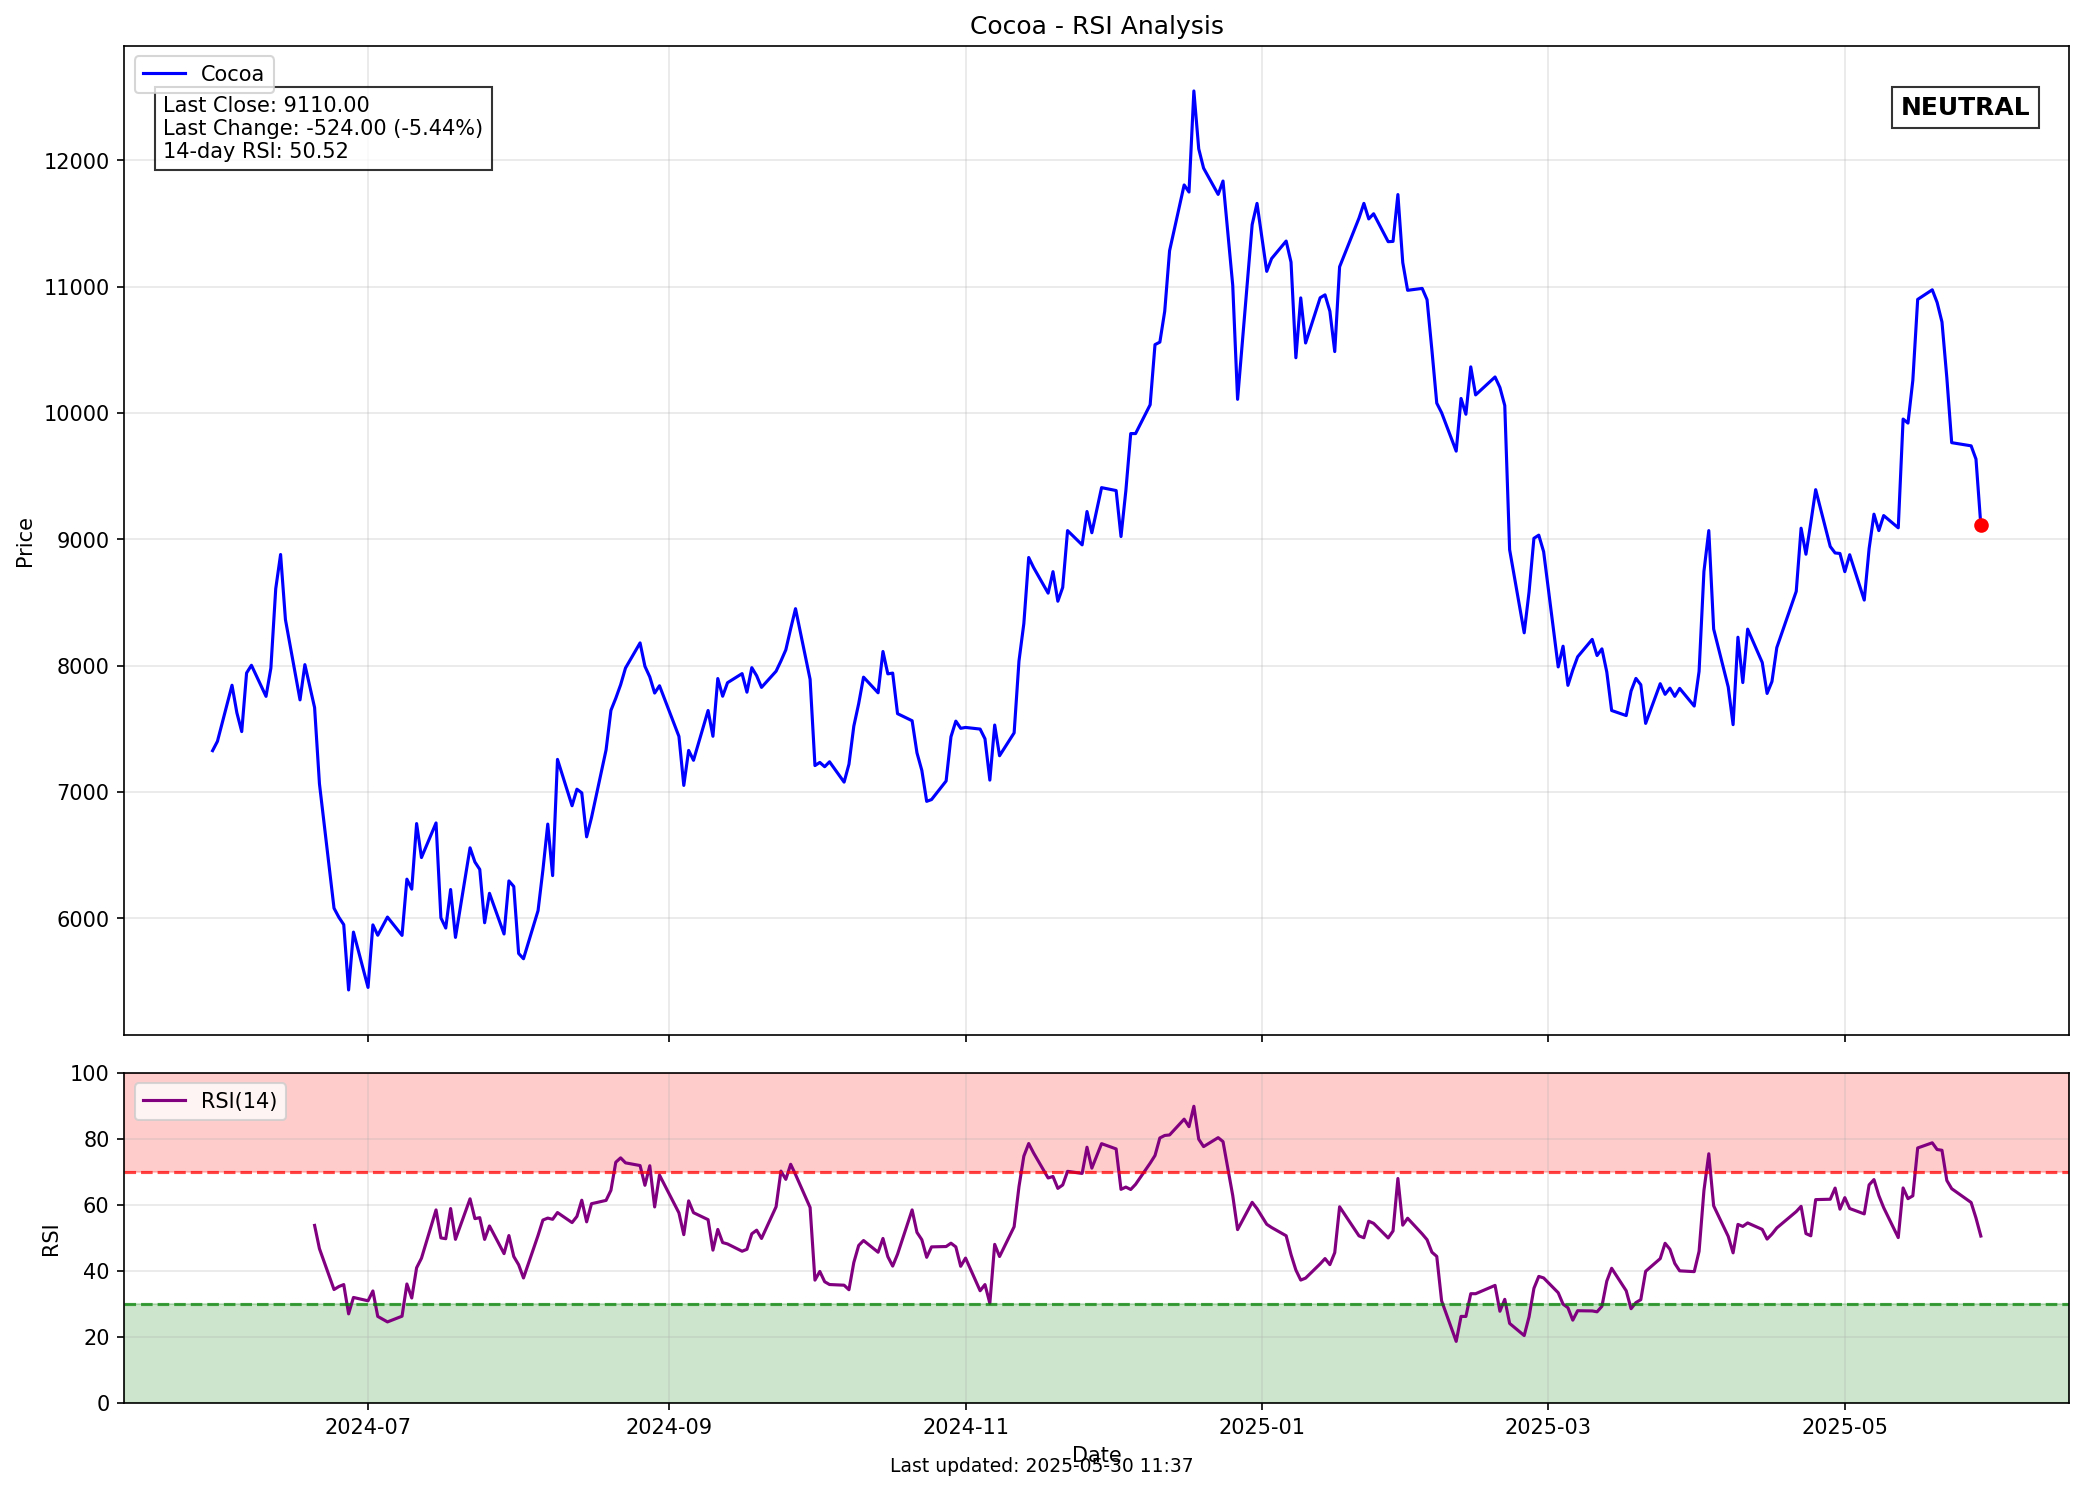 Cocoa - RSI Analysis
Cocoa
Last Close: 9110.00
Last Change: -524.00 (-5.44%)
14-day RSI: 50.52
NEUTRAL
12000
11000
10000
9000
8000
7000
6000
Price
RSI(14)
100
80
60
40
20
0
RSI
2024-07
2024-09
2024-11
2025-01
2025-03
2025-05
Date
Last updated: 2025-05-30 11:37